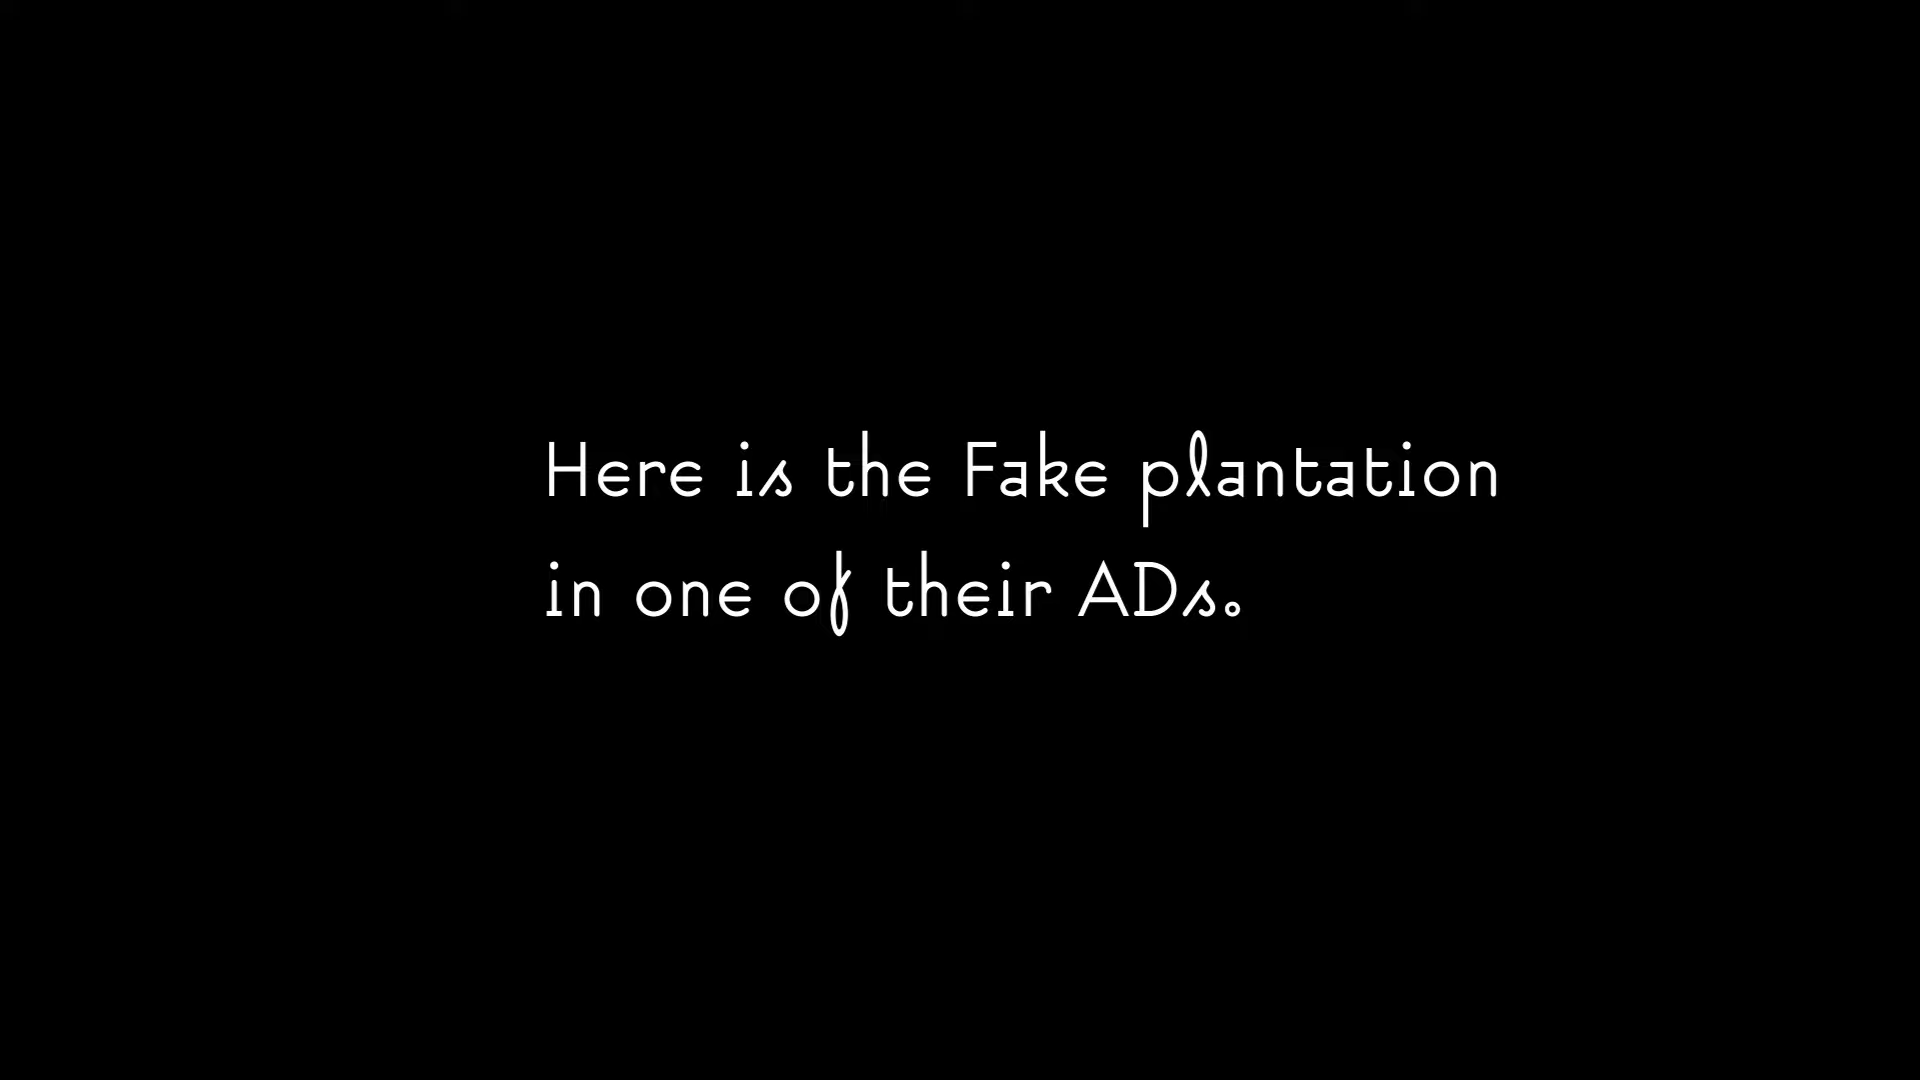 Here is the Fake plantation
in one of their ADs.